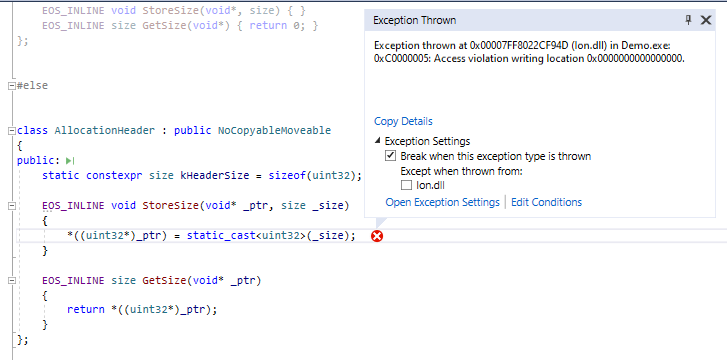 EOS_INLINE void StoreSize(void*, size) { }
EOS_INLINE size GetSize(void*) { return 0; }
};
#else
class AllocationHeader : public NoCopyableMoveable
{
public:
static constexpr size kHeaderSize = sizeof(uint32);
EOS_INLINE void StoreSize(void* _ptr, size _size)
{
*((uint32*)_ptr) = static_cast<uint32>(_size);
}
EOS_INLINE size GetSize(void* _ptr)
{
return *((uint32*)_ptr);
}
};
Exception Thrown
Exception thrown at 0x00007FF8022CF94D (Ion.dll) in Demo.exe:
0xC0000005: Access violation writing location 0x0000000000000000.
Copy Details
Exception Settings
Break when this exception type is thrown
Except when thrown from:
Ion.dll
Open Exception Settings | Edit Conditions